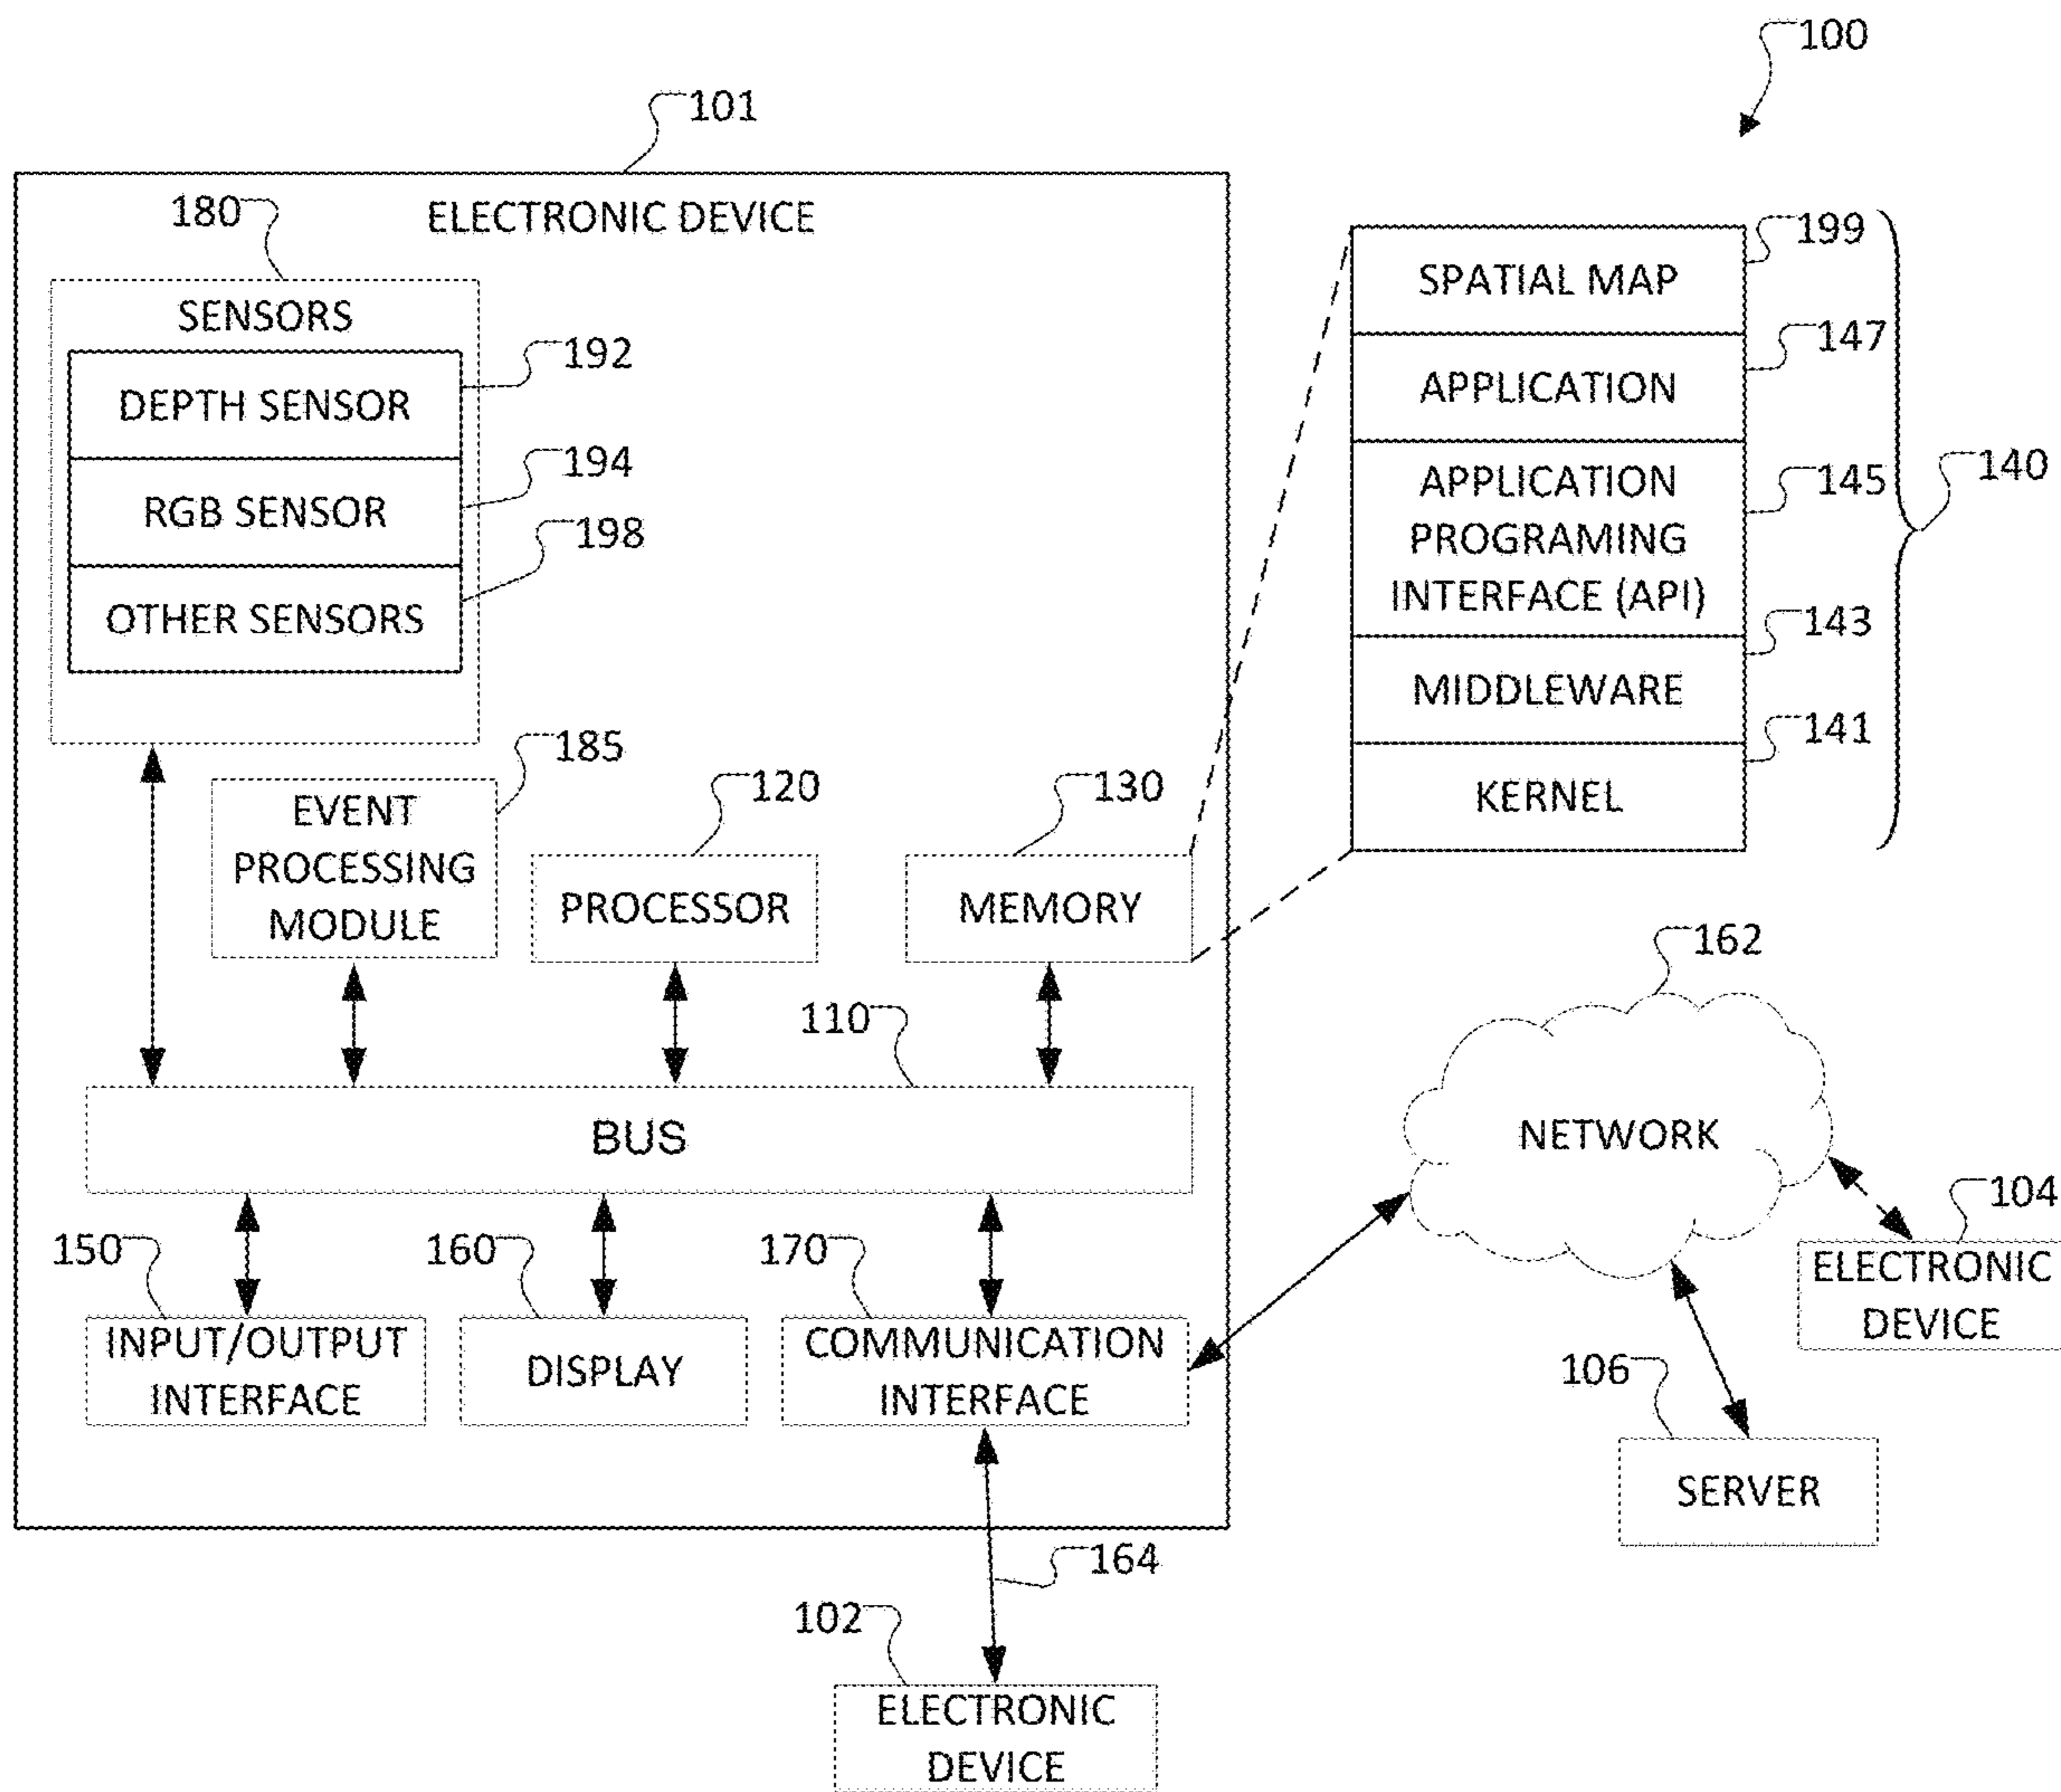 100
101
ELECTRONIC DEVICE
180
SENSORS
192
DEPTH SENSOR
194
RGB SENSOR
198
OTHER SENSORS
199
SPATIAL MAP
147
APPLICATION
145
APPLICATION
PROGRAMING
INTERFACE (API)
140
143
MIDDLEWARE
141
KERNEL
185
EVENT
PROCESSING
MODULE
120
PROCESSOR
130
MEMORY
110
BUS
162
NETWORK
150
INPUT/OUTPUT
INTERFACE
160
DISPLAY
170
COMMUNICATION
INTERFACE
104
ELECTRONIC
DEVICE
106
SERVER
164
102
ELECTRONIC
DEVICE